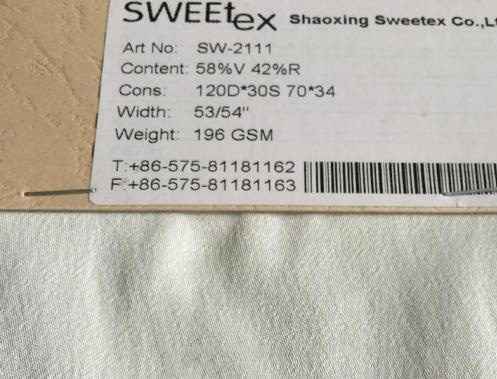 SWEEtex Shaoxing Sweetex Co.,Lt
Art No: SW-2111
Content: 58%V 42%R
Cons: 120D*30S 70*34
Width: 53/54"
Weight: 196 GSM
T:+86-575-81181162
F:+86-575-81181163